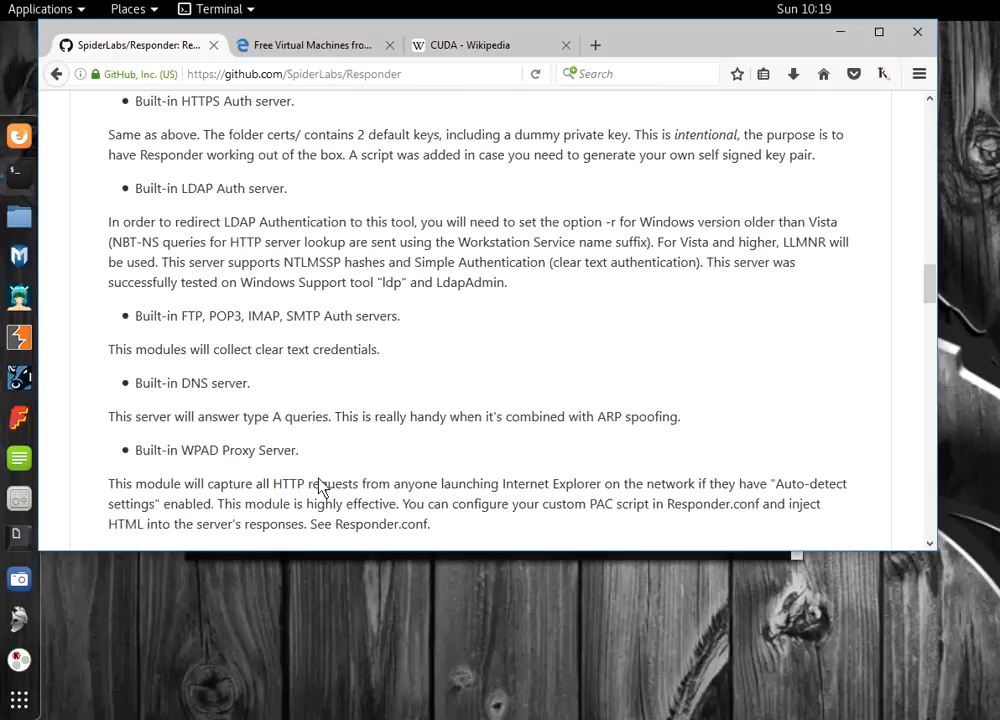 Applications Places Terminal Sun 10:19
SpiderLabs/Responder: Re... Free Virtual Machines fro... CUDA - Wikipedia
GitHub, Inc. (US) https://github.com/SpiderLabs/Responder Search
Built-in HTTPS Auth server.
Same as above. The folder certs/ contains 2 default keys, including a dummy private key. This is intentional, the purpose is to
have Responder working out of the box. A script was added in case you need to generate your own self signed key pair.
Built-in LDAP Auth server.
In order to redirect LDAP Authentication to this tool, you will need to set the option -r for Windows version older than Vista
(NBT-NS queries for HTTP server lookup are sent using the Workstation Service name suffix). For Vista and higher, LLMNR will
be used. This server supports NTLMSSP hashes and Simple Authentication (clear text authentication). This server was
successfully tested on Windows Support tool "ldp" and LdapAdmin.
Built-in FTP, POP3, IMAP, SMTP Auth servers.
This modules will collect clear text credentials.
Built-in DNS server.
This server will answer type A queries. This is really handy when it's combined with ARP spoofing.
Built-in WPAD Proxy Server.
This module will capture all HTTP requests from anyone launching Internet Explorer on the network if they have "Auto-detect
settings" enabled. This module is highly effective. You can configure your custom PAC script in Responder.conf and inject
HTML into the server's responses. See Responder.conf.